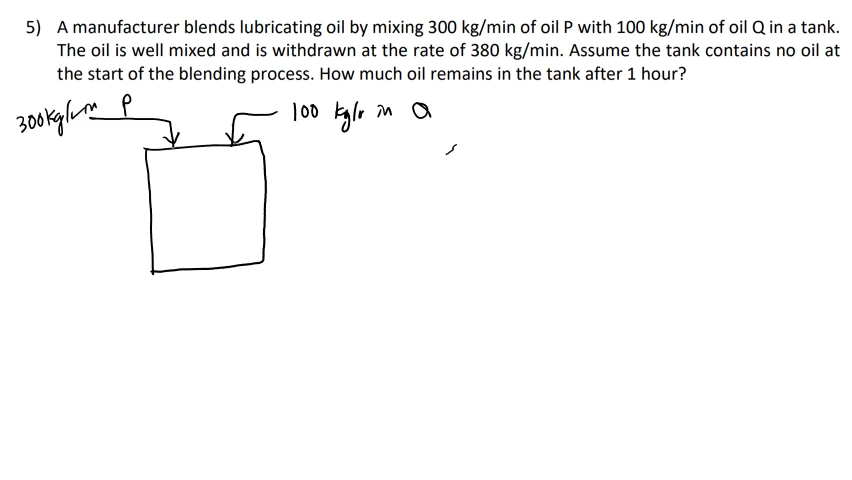 5) A manufacturer blends lubricating oil by mixing 300 kg/min of oil P with 100 kg/min of oil Q in a tank.
The oil is well mixed and is withdrawn at the rate of 380 kg/min. Assume the tank contains no oil at
the start of the blending process. How much oil remains in the tank after 1 hour?
P
100 in Q